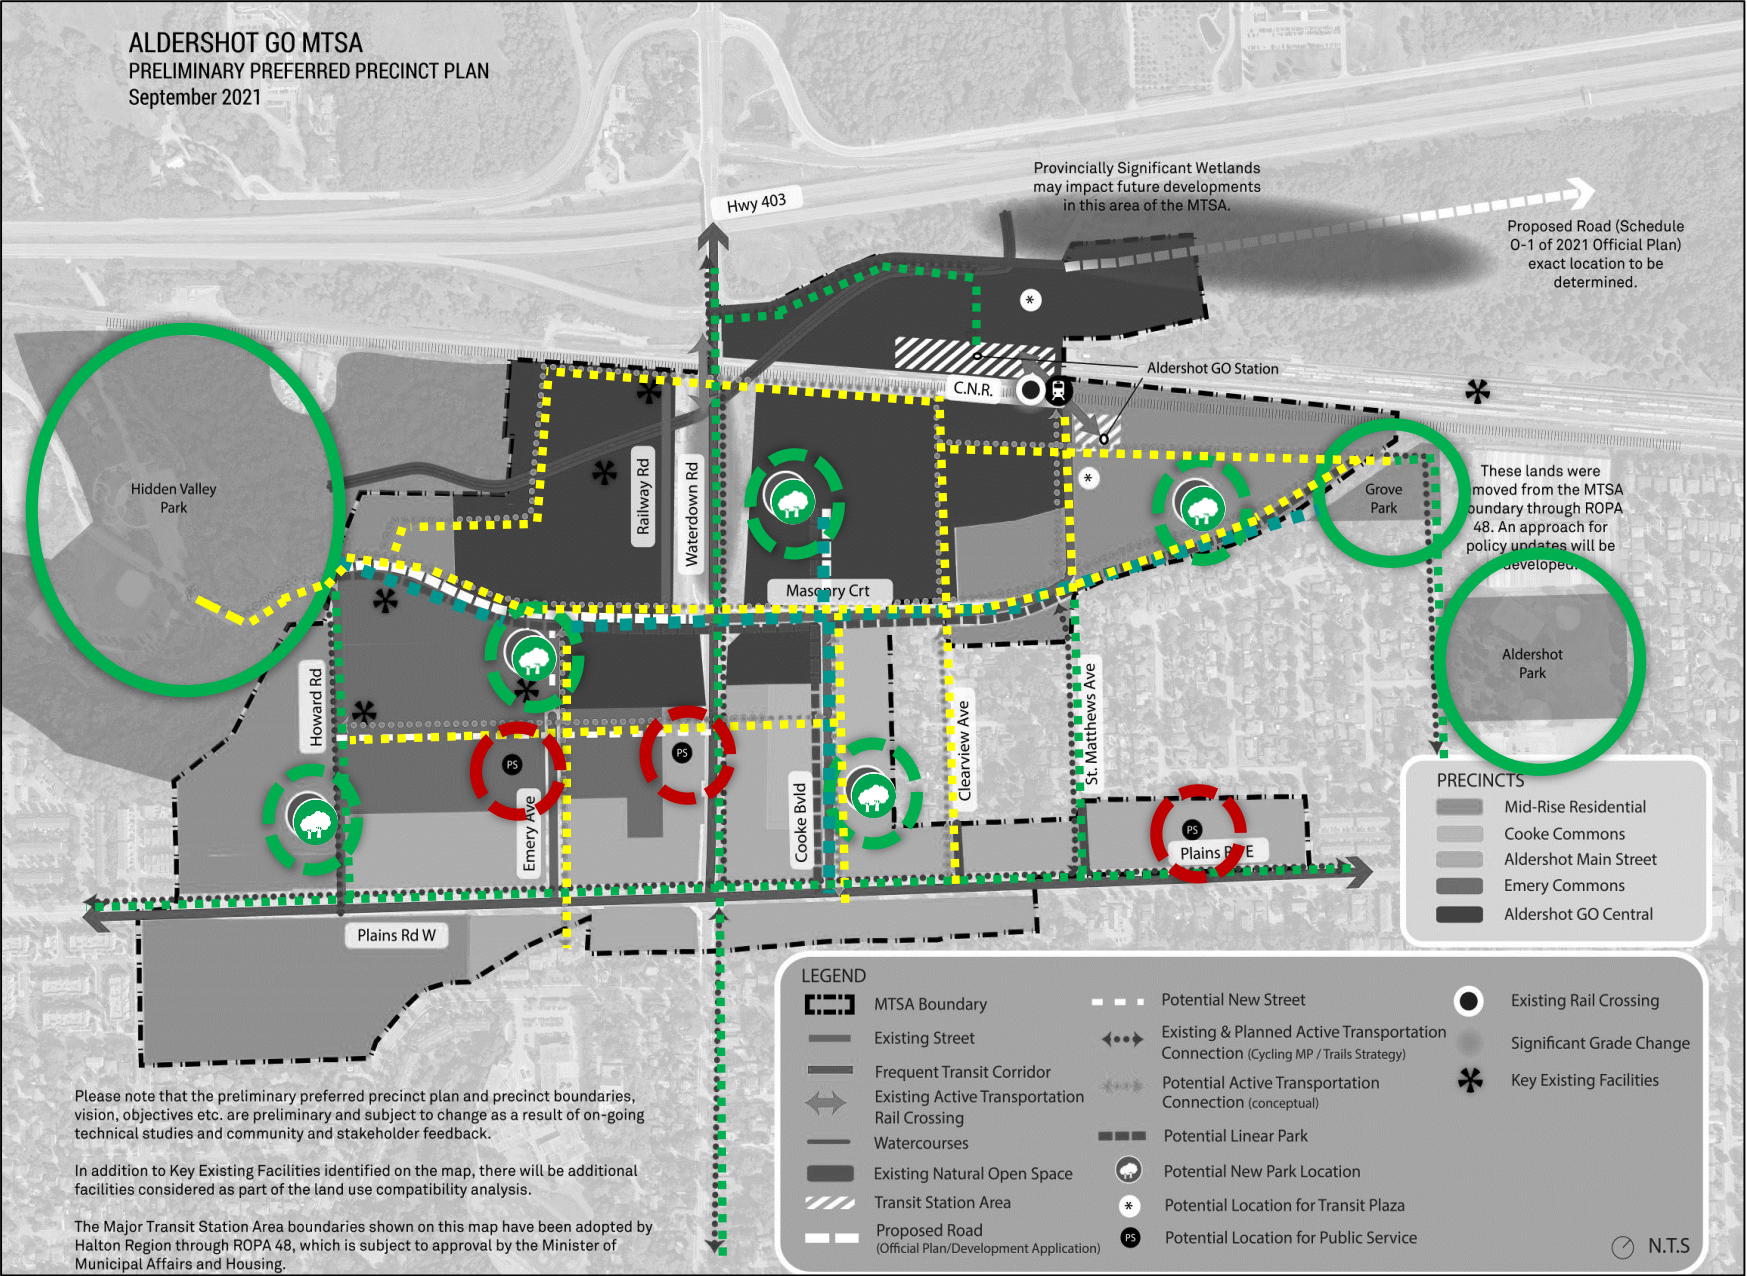 ALDERSHOT GO MTSA
PRELIMINARY PREFERRED PRECINCT PLAN
September 2021
Provincially Significant Wetlands
may impact future developments
in this area of the MTSA.
Hwy 403
Proposed Road (Schedule
O-1 of 2021 Official Plan)
exact location to be
determined.
*
Aldershot GO Station
C.N.R.
Hidden Valley
Park
Railway Rd
Waterdown Rd
*
Grove
Park
These lands were
moved from the MTSA
oundary through ROPA
48. An approach for
policy updates will be
developed.
Masonry Crt
Howard Rd
Aldershot
Park
Clearview Ave
St. Matthews Ave
PS
PS
Emery Ave
Cooke Bvld
PS
Plains Rd E
Plains Rd W
PRECINCTS
Mid-Rise Residential
Cooke Commons
Aldershot Main Street
Emery Commons
Aldershot GO Central
LEGEND
MTSA Boundary
Existing Street
Frequent Transit Corridor
Existing Active Transportation
Rail Crossing
Watercourses
Existing Natural Open Space
Transit Station Area
Proposed Road
(Official Plan/Development Application)
Potential New Street
Existing & Planned Active Transportation
Connection (Cycling MP / Trails Strategy)
Potential Active Transportation
Connection (conceptual)
Potential Linear Park
Potential New Park Location
* Potential Location for Transit Plaza
PS Potential Location for Public Service
Existing Rail Crossing
Significant Grade Change
Key Existing Facilities
N.T.S
Please note that the preliminary preferred precinct plan and precinct boundaries,
vision, objectives etc. are preliminary and subject to change as a result of on-going
technical studies and community and stakeholder feedback.
In addition to Key Existing Facilities identified on the map, there will be additional
facilities considered as part of the land use compatibility analysis.
The Major Transit Station Area boundaries shown on this map have been adopted by
Halton Region through ROPA 48, which is subject to approval by the Minister of
Municipal Affairs and Housing.